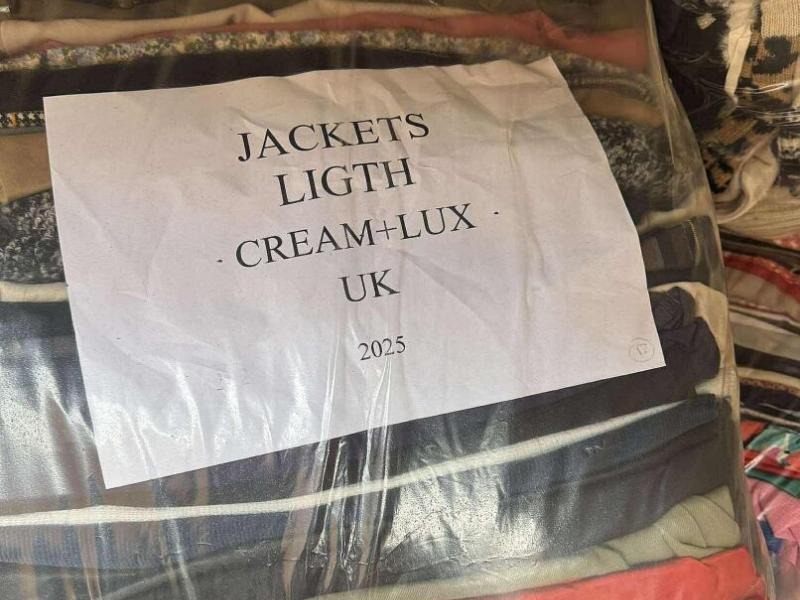 JACKETS
LIGTH
CREAM+LUX
UK
2025